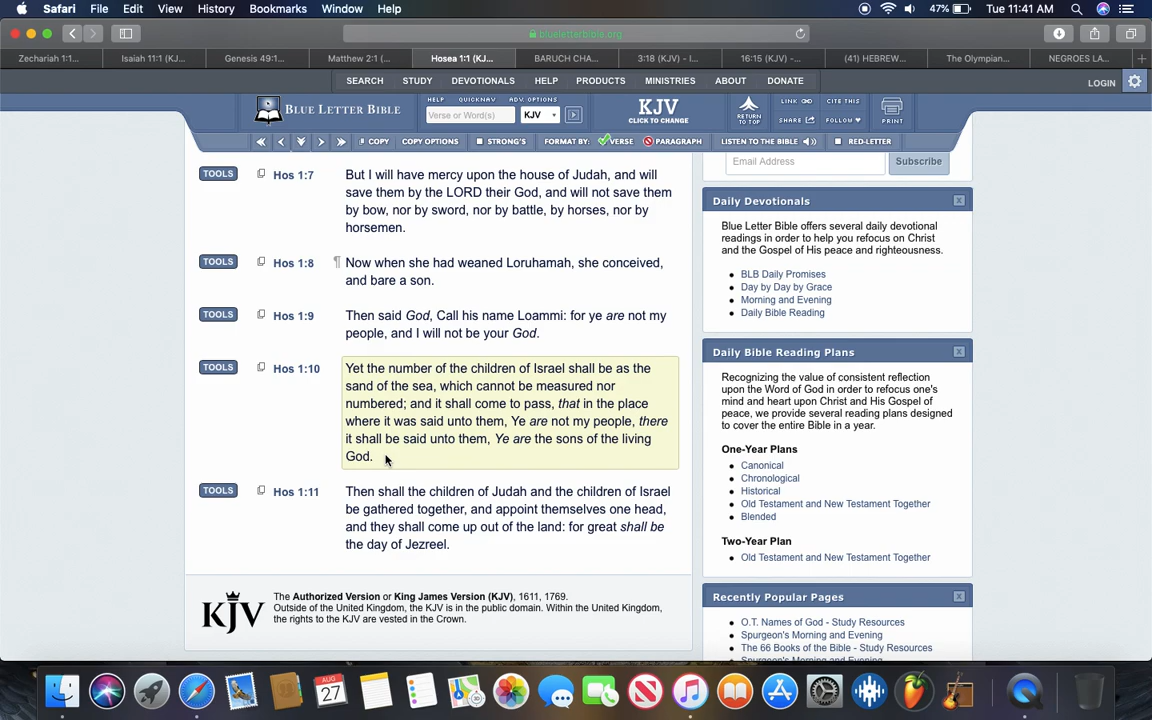 Safari File Edit View History Bookmarks Window Help 47% Tue 11:41 AM
blueletterbible.org
Zechariah 1:1... Isaiah 11:1 (KJ... Genesis 49:1... Matthew 2:1 (... Hosea 1:1 (KJ... BARUCH CHA... 3:18 (KJV) - I... 16:15 (KJV) -... (41) HEBREW... The Olympian... NEGROES LA...
SEARCH STUDY DEVOTIONALS HELP PRODUCTS MINISTRIES ABOUT DONATE LOGIN
BLUE LETTER BIBLE
HELP QUICKNAV ADV. OPTIONS
Verse or Word(s) KJV
KJV
CLICK TO CHANGE
RETURN
TO TOP
LINK CITE THIS
SHARE FOLLOW
PRINT
COPY COPY OPTIONS STRONG'S FORMAT BY: VERSE PARAGRAPH LISTEN TO THE BIBLE RED-LETTER
TOOLS Hos 1:7 But I will have mercy upon the house of Judah, and will
save them by the LORD their God, and will not save them
by bow, nor by sword, nor by battle, by horses, nor by
horsemen.
TOOLS Hos 1:8 ¶ Now when she had weaned Loruhamah, she conceived,
and bare a son.
TOOLS Hos 1:9 Then said God, Call his name Loammi: for ye are not my
people, and I will not be your God.
TOOLS Hos 1:10 Yet the number of the children of Israel shall be as the
sand of the sea, which cannot be measured nor
numbered; and it shall come to pass, that in the place
where it was said unto them, Ye are not my people, there
it shall be said unto them, Ye are the sons of the living
God.
TOOLS Hos 1:11 Then shall the children of Judah and the children of Israel
be gathered together, and appoint themselves one head,
and they shall come up out of the land: for great shall be
the day of Jezreel.
KJV
The Authorized Version or King James Version (KJV), 1611, 1769.
Outside of the United Kingdom, the KJV is in the public domain. Within the United Kingdom,
the rights to the KJV are vested in the Crown.
Email Address Subscribe
Daily Devotionals X
Blue Letter Bible offers several daily devotional
readings in order to help you refocus on Christ
and the Gospel of His peace and righteousness.
BLB Daily Promises
Day by Day by Grace
Morning and Evening
Daily Bible Reading
Daily Bible Reading Plans X
Recognizing the value of consistent reflection
upon the Word of God in order to refocus one's
mind and heart upon Christ and His Gospel of
peace, we provide several reading plans designed
to cover the entire Bible in a year.
One-Year Plans
Canonical
Chronological
Historical
Old Testament and New Testament Together
Blended
Two-Year Plan
Old Testament and New Testament Together
Recently Popular Pages X
O.T. Names of God - Study Resources
Spurgeon's Morning and Evening
The 66 Books of the Bible - Study Resources
Spurgeon's Morning and Evening
AUG
27